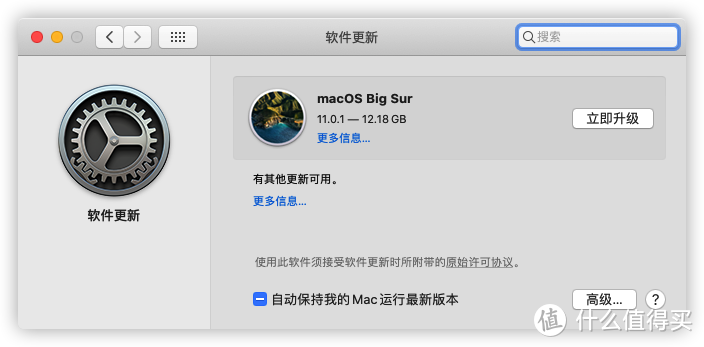 软件更新
搜索
macOS Big Sur
11.0.1 — 12.18 GB
更多信息...
立即升级
软件更新
有其他更新可用。
更多信息...
使用此软件须接受软件更新时所附带的原始许可协议。
自动保持我的 Mac 运行最新版本
高级...
?
值 什么值得买